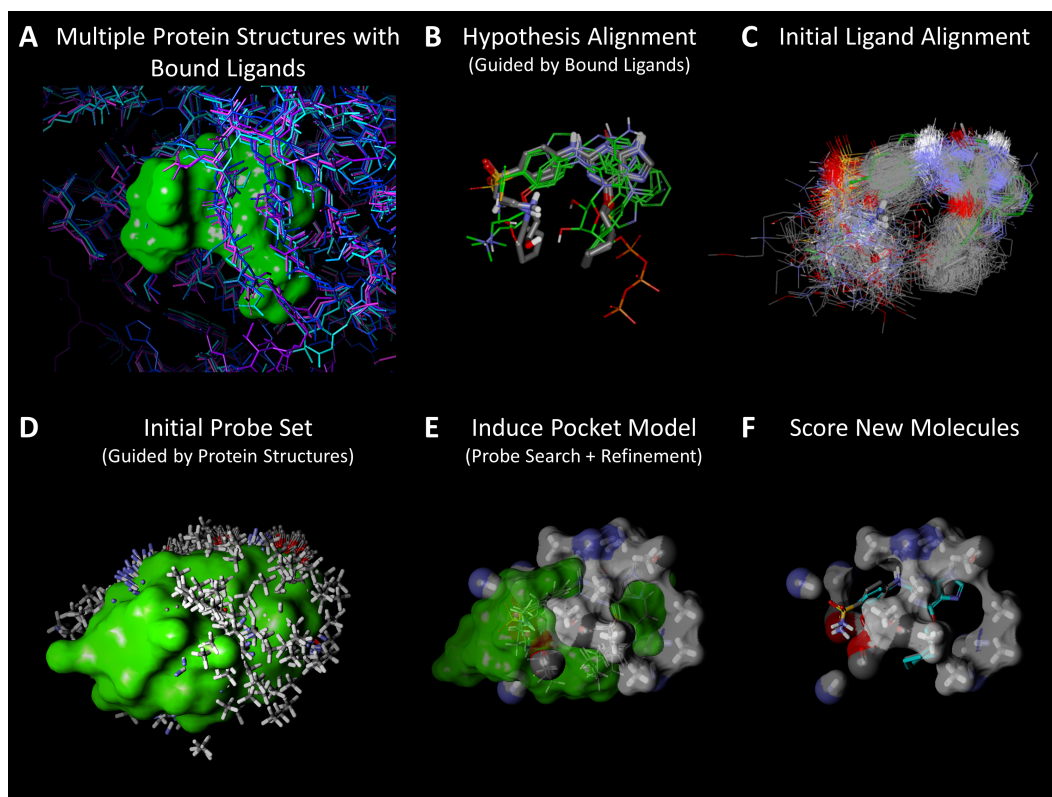 A Multiple Protein Structures with
Bound Ligands
B Hypothesis Alignment
(Guided by Bound Ligands)
C Initial Ligand Alignment
D Initial Probe Set
(Guided by Protein Structures)
E Induce Pocket Model
(Probe Search + Refinement)
F Score New Molecules